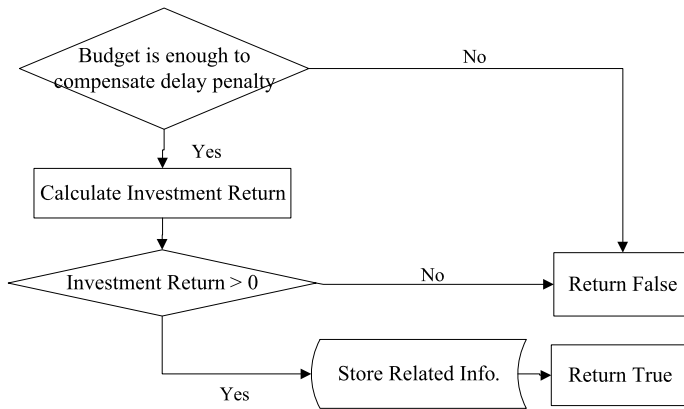 Budget is enough to
compensate delay penalty
No
Yes
Calculate Investment Return
Investment Return > 0
No
Return False
Store Related Info.
Return True
Yes